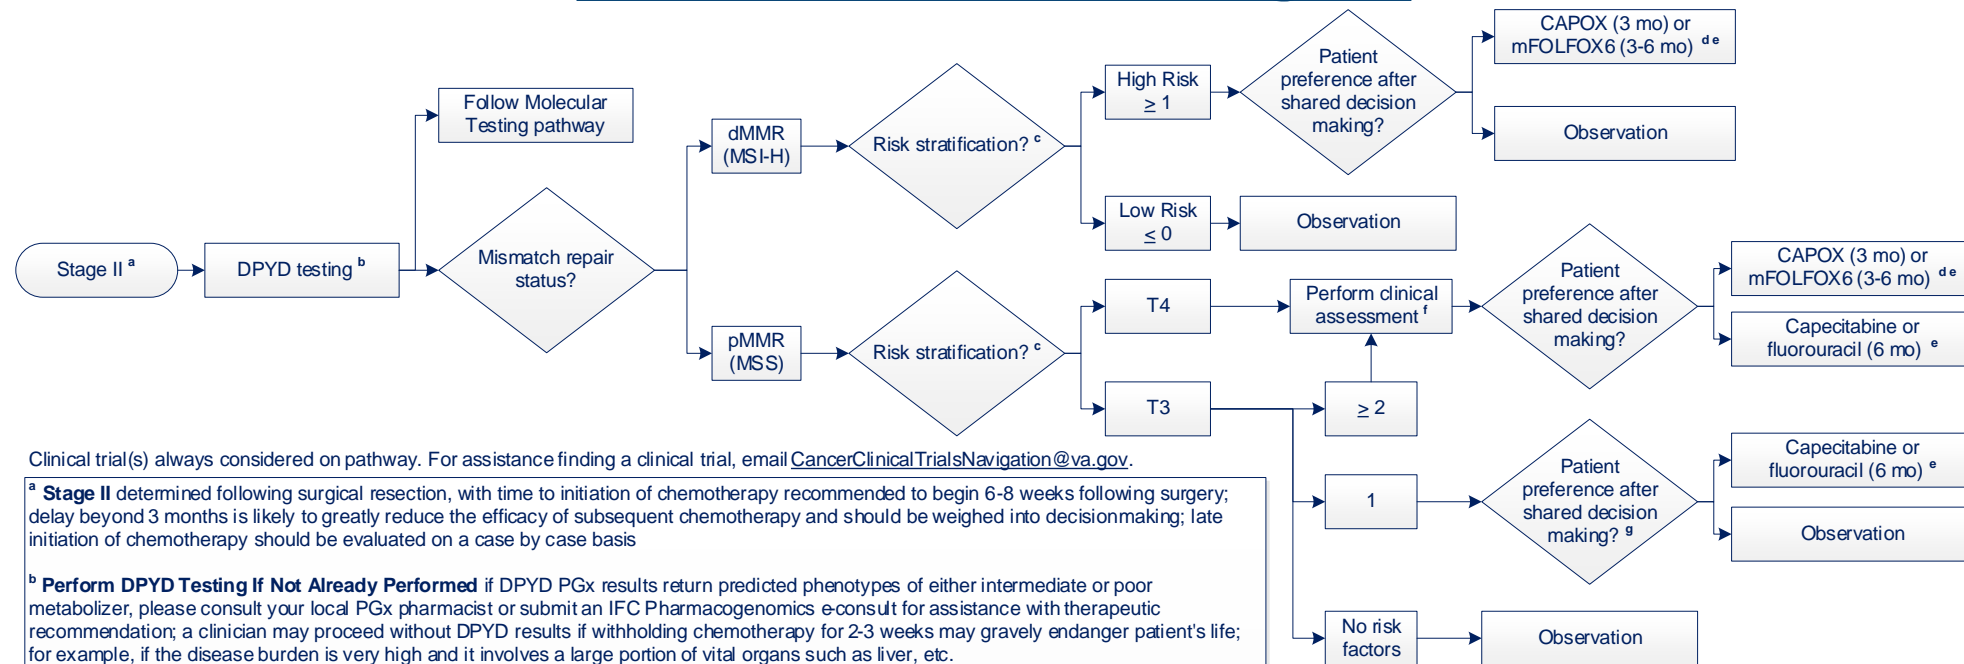 Stage II a
DPYD testing b
Follow Molecular
Testing pathway
Mismatch repair
status?
dMMR
(MSI-H)
Risk stratification? c
High Risk
≥ 1
Patient
preference after
shared decision
making?
CAPOX (3 mo) or
mFOLFOX6 (3-6 mo) d e
Observation
Low Risk
≤ 0
Observation
pMMR
(MSS)
Risk stratification? c
T4
Perform clinical
assessment f
Patient
preference after
shared decision
making?
CAPOX (3 mo) or
mFOLFOX6 (3-6 mo) d e
Capecitabine or
fluorouracil (6 mo) e
T3
≥ 2
1
Patient
preference after
shared decision
making? g
Capecitabine or
fluorouracil (6 mo) e
Observation
No risk
factors
Observation
Clinical trial(s) always considered on pathway. For assistance finding a clinical trial, email CancerClinicalTrialsNavigation@va.gov.
a Stage II determined following surgical resection, with time to initiation of chemotherapy recommended to begin 6-8 weeks following surgery;
delay beyond 3 months is likely to greatly reduce the efficacy of subsequent chemotherapy and should be weighed into decisionmaking; late
initiation of chemotherapy should be evaluated on a case by case basis
b Perform DPYD Testing If Not Already Performed if DPYD PGx results return predicted phenotypes of either intermediate or poor
metabolizer, please consult your local PGx pharmacist or submit an IFC Pharmacogenomics e-consult for assistance with therapeutic
recommendation; a clinician may proceed without DPYD results if withholding chemotherapy for 2-3 weeks may gravely endanger patient's life;
for example, if the disease burden is very high and it involves a large portion of vital organs such as liver, etc.